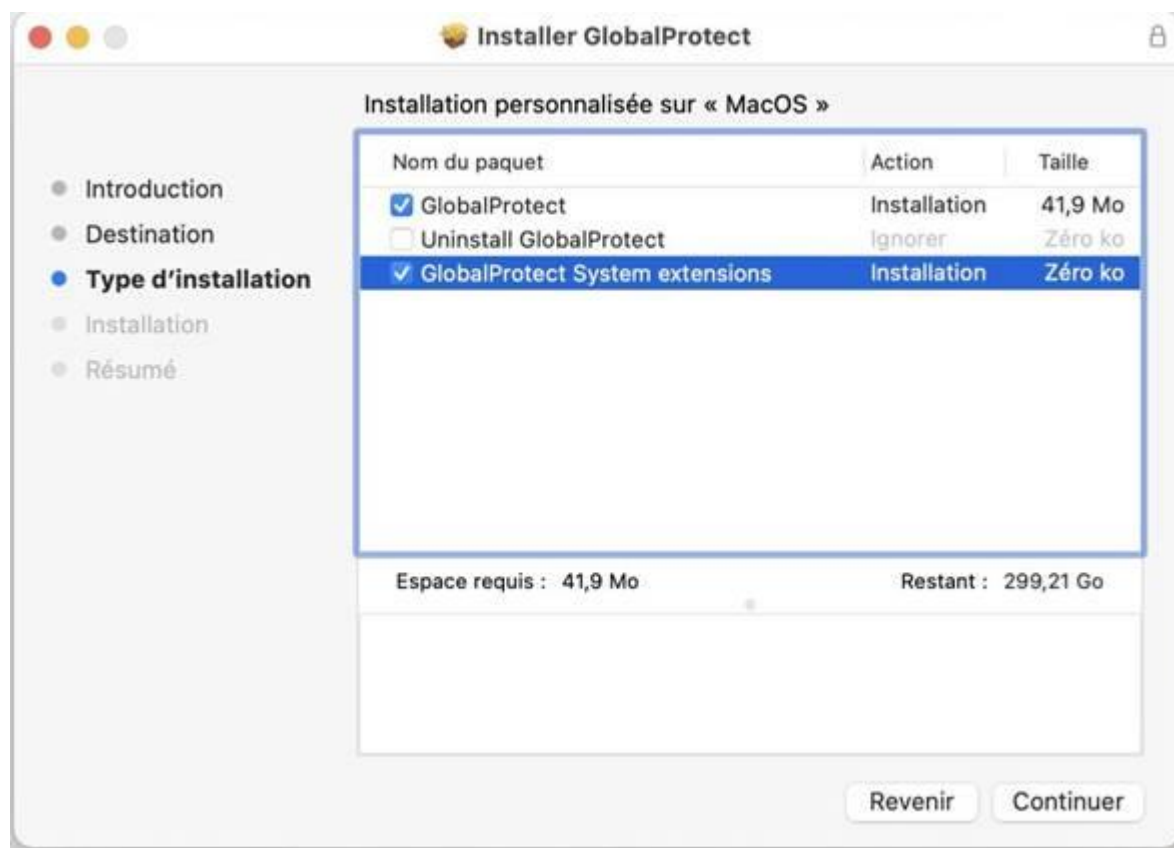 Installer GlobalProtect
Installation personnalisée sur « MacOS »
Introduction
Destination
Type d'installation
Installation
Résumé
Nom du paquet Action Taille
GlobalProtect Installation 41,9 Mo
Uninstall GlobalProtect Ignorer Zéro ko
GlobalProtect System extensions Installation Zéro ko
Espace requis : 41,9 Mo Restant : 299,21 Go
Revenir Continuer